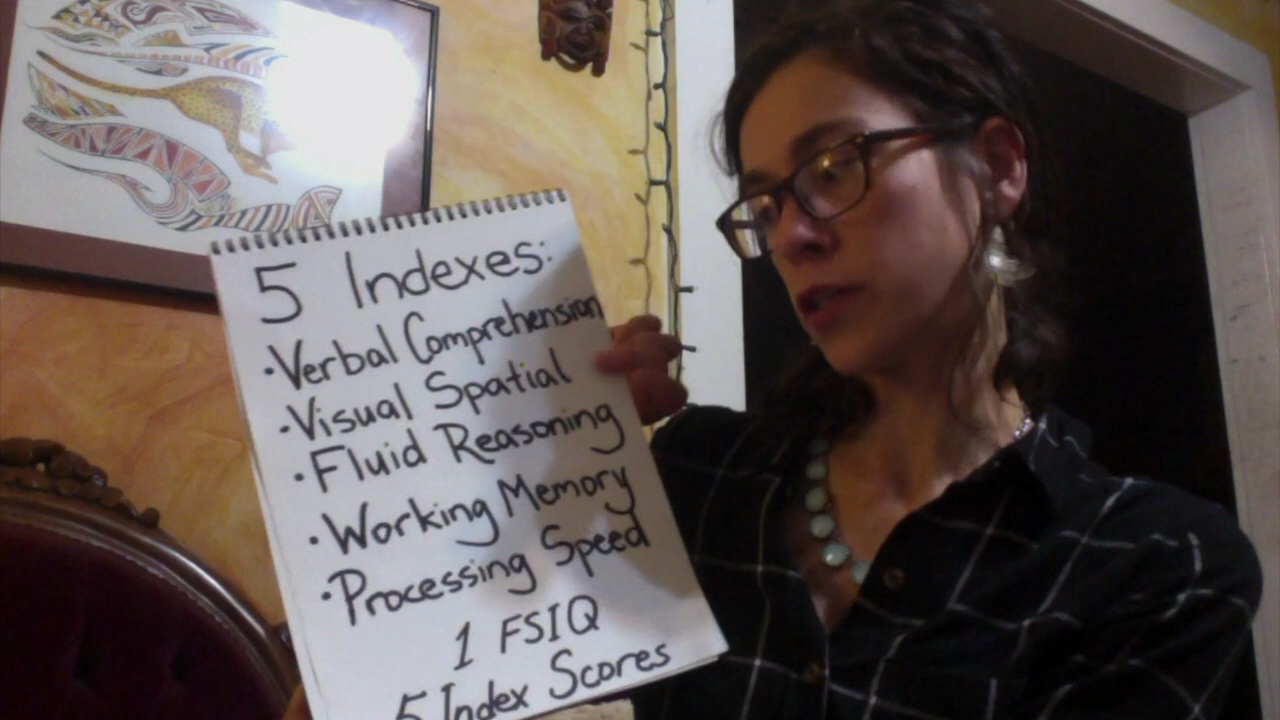 5 Indexes:
•Verbal Comprehension
•Visual Spatial
•Fluid Reasoning
•Working Memory
•Processing Speed
1 FSIQ
5 Index Scores